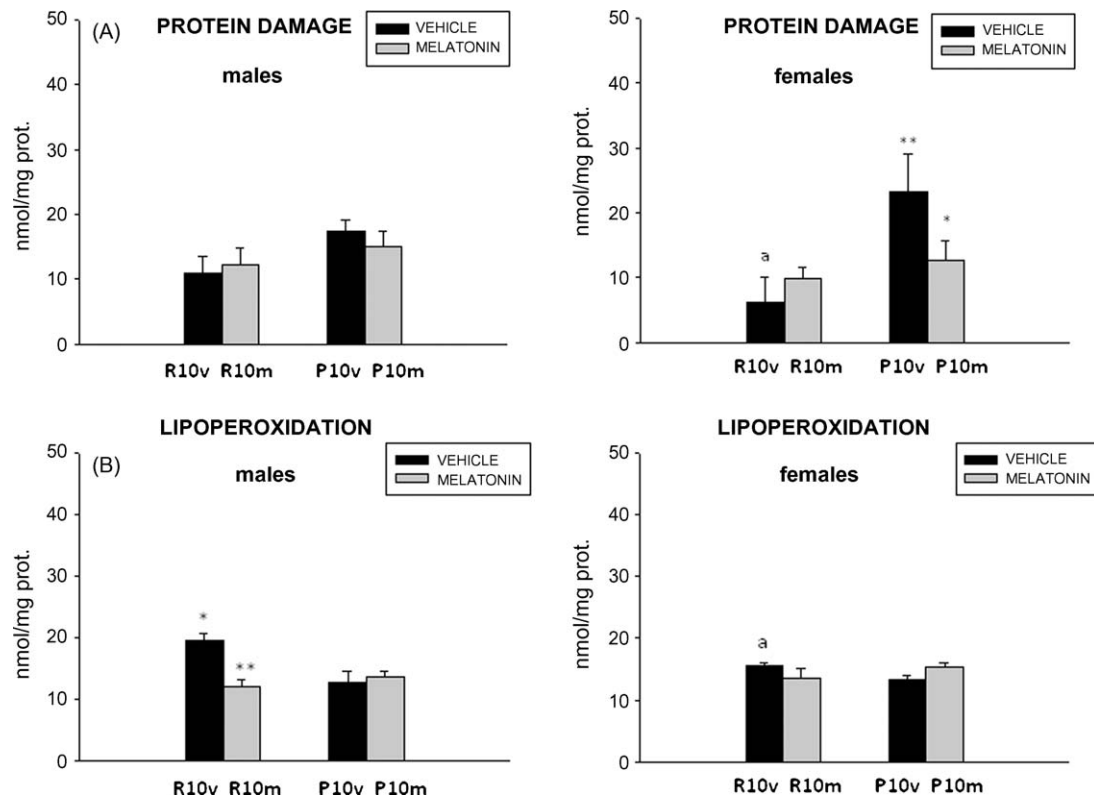 (A)
PROTEIN DAMAGE
VEHICLE
MELATONIN
males
nmol/mg prot.
50
40
30
20
10
0
R10v R10m P10v P10m
PROTEIN DAMAGE
VEHICLE
MELATONIN
females
nmol/mg prot.
50
40
30
20
10
0
a
**
*
R10v R10m P10v P10m
(B)
LIPOPEROXIDATION
VEHICLE
MELATONIN
males
nmol/mg prot.
50
40
30
20
10
0
*
**
R10v R10m P10v P10m
LIPOPEROXIDATION
VEHICLE
MELATONIN
females
nmol/mg prot.
50
40
30
20
10
0
a
R10v R10m P10v P10m